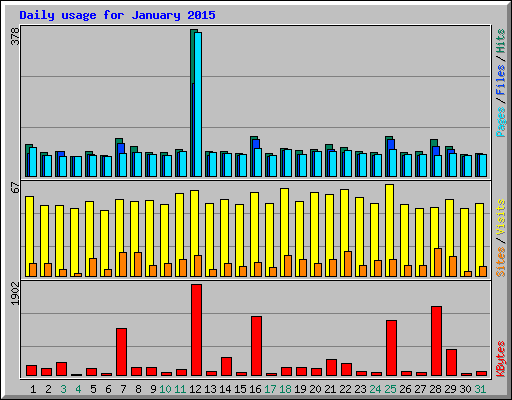 Daily usage for January 2015
378
Pages / Files / Hits
67
Sites / Visits
1902
KBytes
1 2 3 4 5 6 7 8 9 10 11 12 13 14 15 16 17 18 19 20 21 22 23 24 25 26 27 28 29 30 31